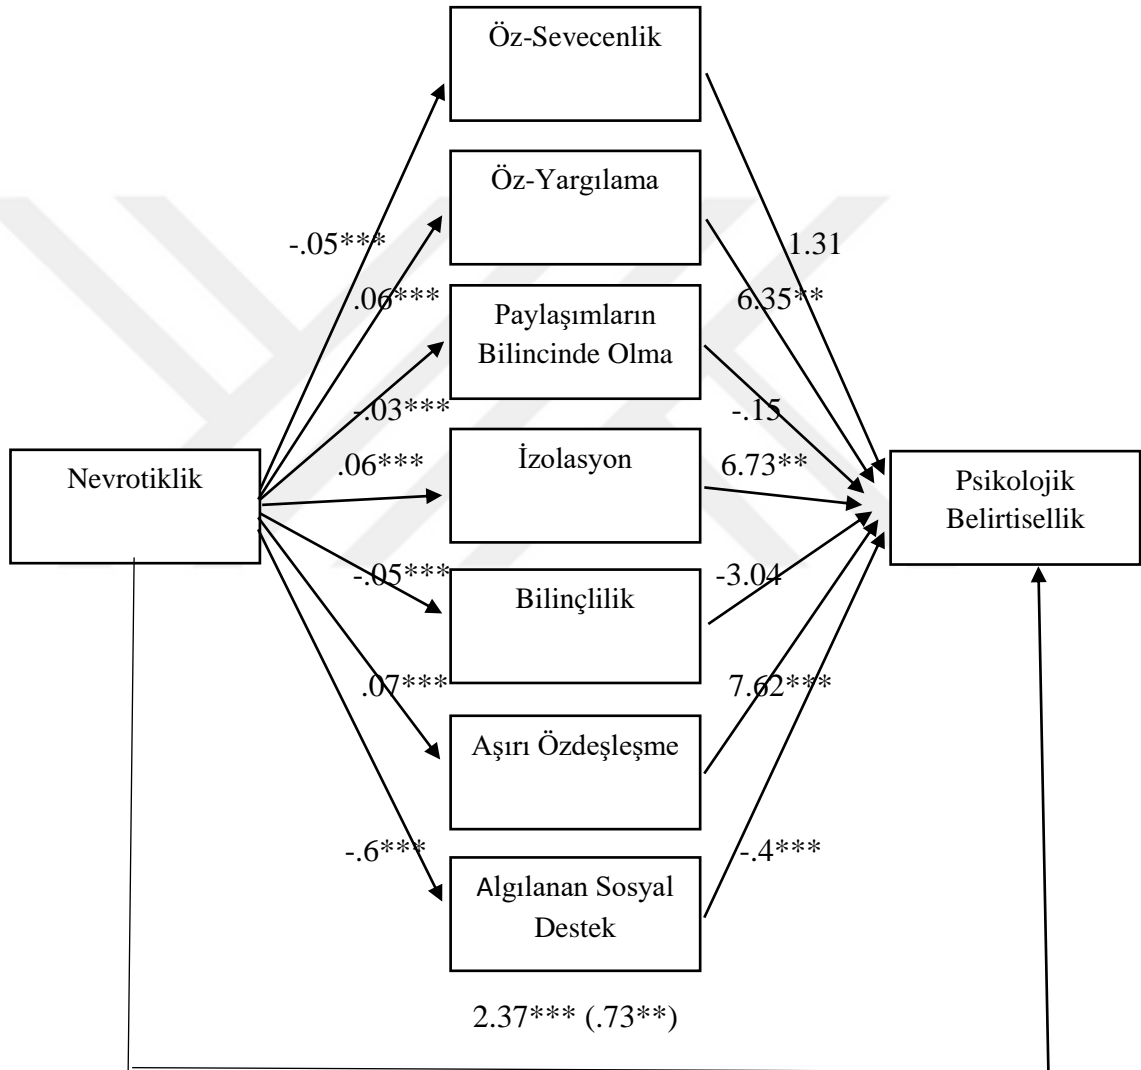 Öz-Sevecenlik
Öz-Yargılama
-.05***
1.31
.06***
6.35**
Paylaşımların
Bilincinde Olma
-.03***
-.15
Nevrotiklik
.06***
İzolasyon
6.73**
Psikolojik
Belirtisellik
-.05***
Bilinçlilik
-3.04
.07***
7.62***
Aşırı Özdeşleşme
-.6***
-.4***
Algılanan Sosyal
Destek
2.37*** (.73**)